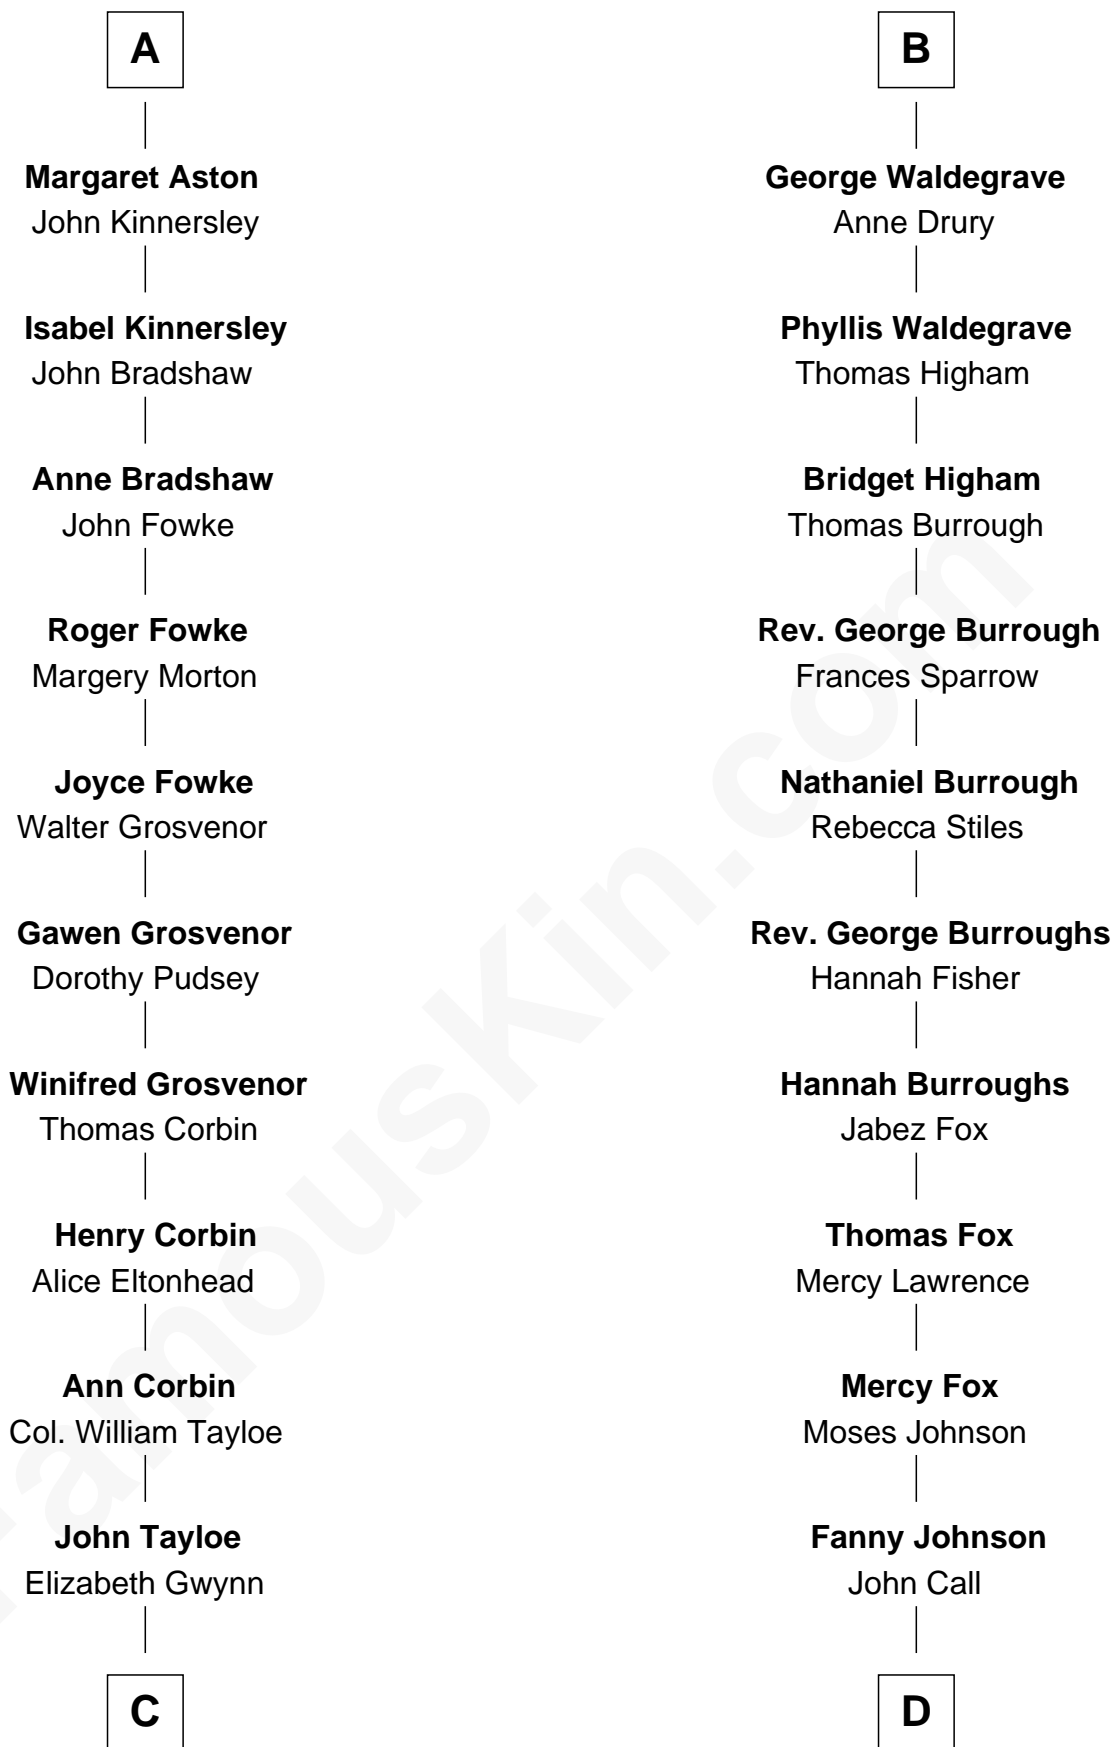 A
Margaret Aston
John Kinnersley
Isabel Kinnersley
John Bradshaw
Anne Bradshaw
John Fowke
Roger Fowke
Margery Morton
Joyce Fowke
Walter Grosvenor
Gawen Grosvenor
Dorothy Pudsey
Winifred Grosvenor
Thomas Corbin
Henry Corbin
Alice Eltonhead
Ann Corbin
Col. William Tayloe
John Tayloe
Elizabeth Gwynn
C
B
George Waldegrave
Anne Drury
Phyllis Waldegrave
Thomas Higham
Bridget Higham
Thomas Burrough
Rev. George Burrough
Frances Sparrow
Nathaniel Burrough
Rebecca Stiles
Rev. George Burroughs
Hannah Fisher
Hannah Burroughs
Jabez Fox
Thomas Fox
Mercy Lawrence
Mercy Fox
Moses Johnson
Fanny Johnson
John Call
D
FamousKin.com